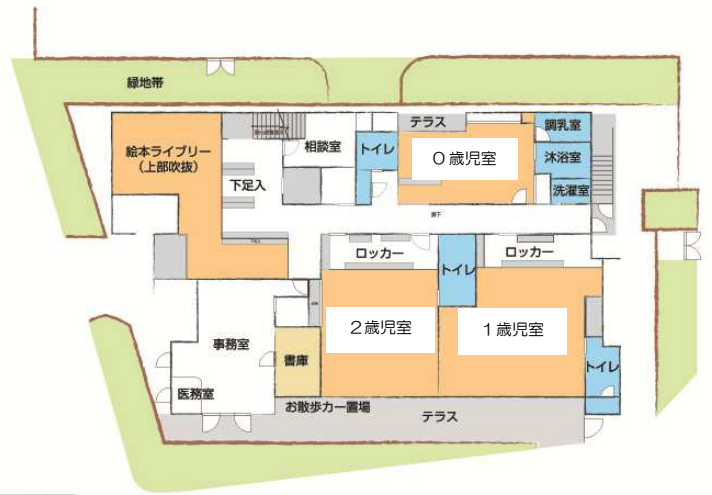 緑地帯
テラス
調乳室
絵本ライブリー
（上部吹抜）
相談室
トイレ
０歳児室
沐浴室
下足入
洗濯室
廊下
ロッカー
トイレ
ロッカー
２歳児室
１歳児室
事務室
書庫
トイレ
医務室
お散歩カー置場
テラス